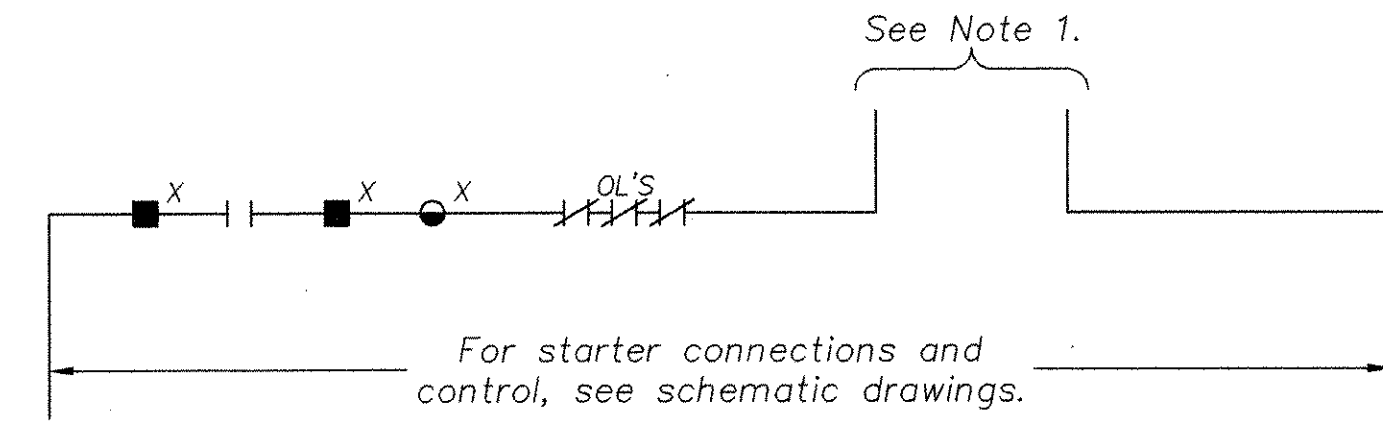 See Note 1.
X X X OL'S
For starter connections and
control, see schematic drawings.